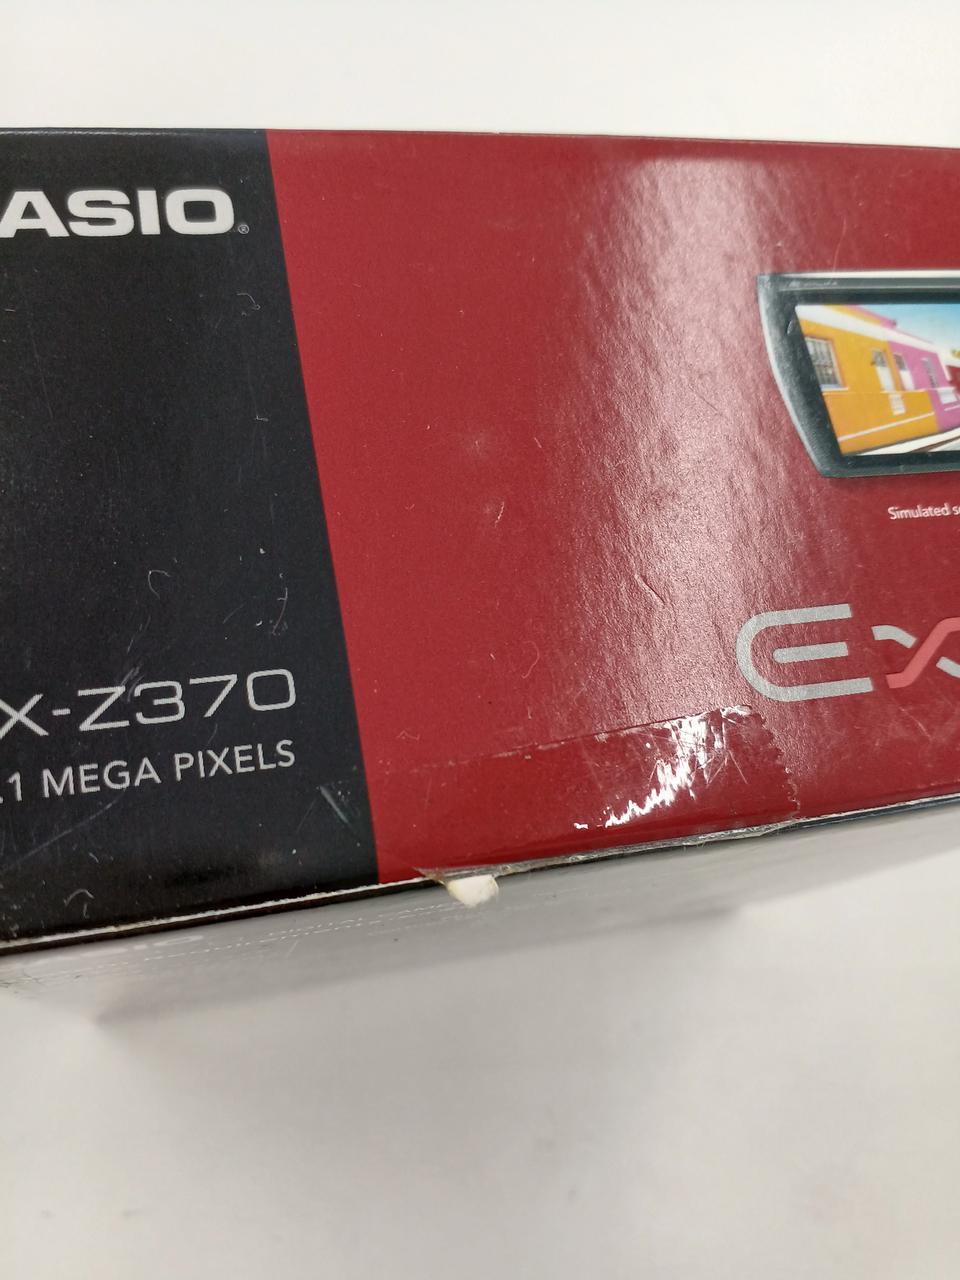 ASIO®
Simulated s
EX
X-Z370
.1 MEGA PIXELS